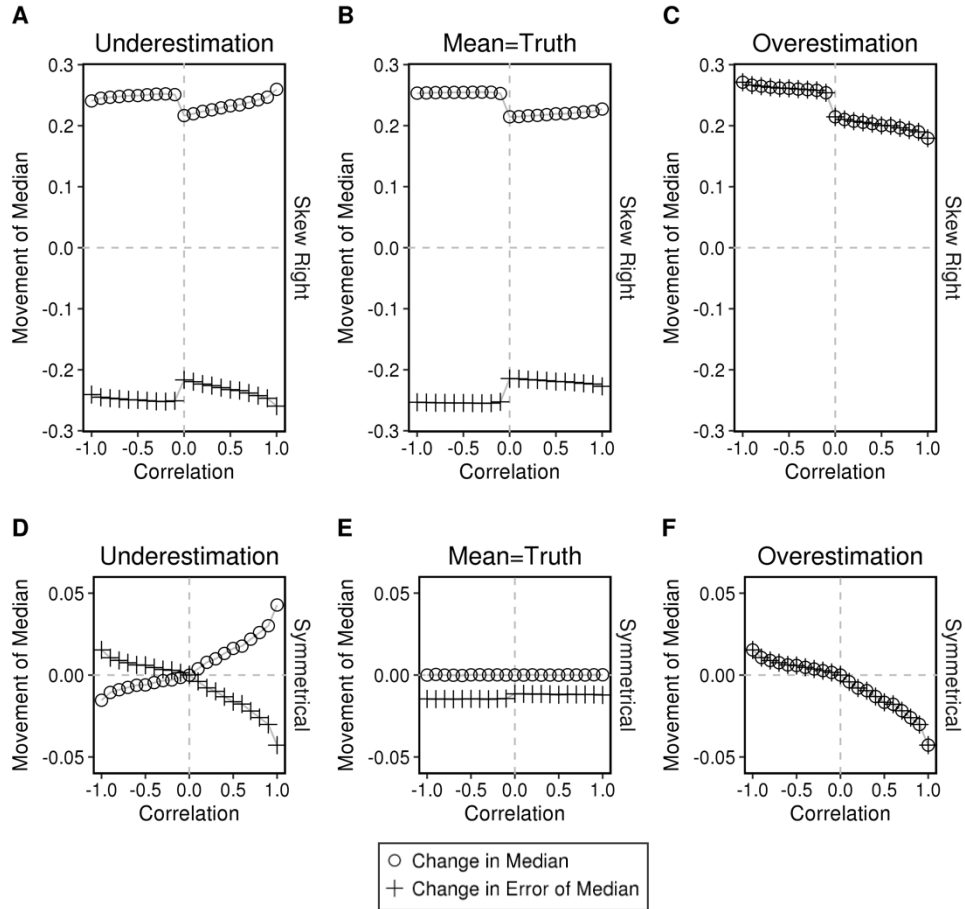 A
Underestimation
0.3
0.2
0.1
0.0
-0.1
-0.2
-0.3
Movement of Median
-1.0 -0.5 0.0 0.5 1.0
Correlation
Skew Right
B
Mean=Truth
0.3
0.2
0.1
0.0
-0.1
-0.2
-0.3
Movement of Median
-1.0 -0.5 0.0 0.5 1.0
Correlation
Skew Right
C
Overestimation
0.3
0.2
0.1
0.0
-0.1
-0.2
-0.3
Movement of Median
-1.0 -0.5 0.0 0.5 1.0
Correlation
Skew Right
D
Underestimation
0.05
0.00
-0.05
Movement of Median
-1.0 -0.5 0.0 0.5 1.0
Correlation
Symmetrical
E
Mean=Truth
0.05
0.00
-0.05
Movement of Median
-1.0 -0.5 0.0 0.5 1.0
Correlation
Symmetrical
F
Overestimation
0.05
0.00
-0.05
Movement of Median
-1.0 -0.5 0.0 0.5 1.0
Correlation
Symmetrical
Change in Median
Change in Error of Median